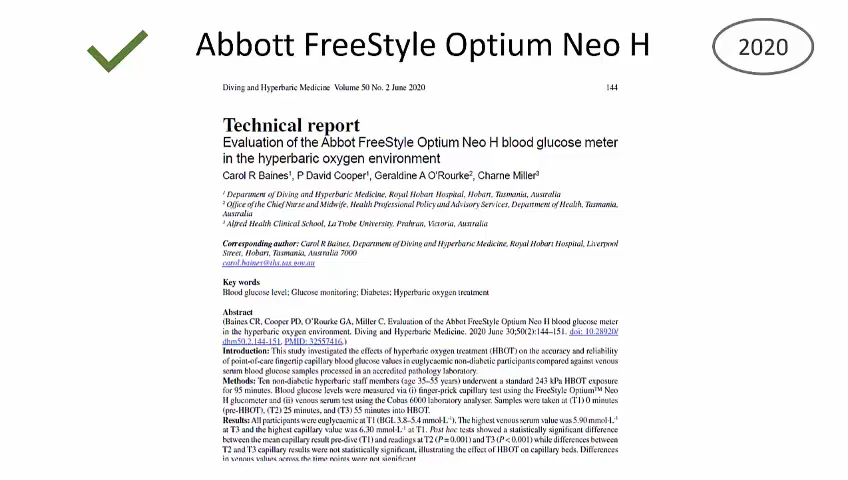 Abbott FreeStyle Optium Neo H
2020
Diving and Hyperbaric Medicine Volume 50 No. 2 June 2020
144
Technical report
Evaluation of the Abbot FreeStyle Optium Neo H blood glucose meter
in the hyperbaric oxygen environment
Carol R Baines¹, P David Cooper¹, Geraldine A O'Rourke², Charne Miller³
¹ Department of Diving and Hyperbaric Medicine, Royal Hobart Hospital, Hobart, Tasmania, Australia
² Office of the Chief Nurse and Midwife, Health Professional Policy and Advisory Services, Department of Health, Tasmania,
Australia
³ Alfred Health Clinical School, La Trobe University, Prahran, Victoria, Australia
Corresponding author: Carol R Baines, Department of Diving and Hyperbaric Medicine, Royal Hobart Hospital, Liverpool
Street, Hobart, Tasmania, Australia 7000
carol.baines@ths.tas.gov.au
Key words
Blood glucose level; Glucose monitoring; Diabetes; Hyperbaric oxygen treatment
Abstract
(Baines CR, Cooper PD, O'Rourke GA, Miller C. Evaluation of the Abbot FreeStyle Optium Neo H blood glucose meter
in the hyperbaric oxygen environment. Diving and Hyperbaric Medicine. 2020 June 30;50(2):144–151. doi: 10.28920/
dhm50.2.144-151. PMID: 32557416.)
Introduction: This study investigated the effects of hyperbaric oxygen treatment (HBOT) on the accuracy and reliability
of point-of-care fingertip capillary blood glucose values in euglycaemic non-diabetic participants compared against venous
serum blood glucose samples processed in an accredited pathology laboratory.
Methods: Ten non-diabetic hyperbaric staff members (age 35–55 years) underwent a standard 243 kPa HBOT exposure
for 95 minutes. Blood glucose levels were measured via (i) finger-prick capillary test using the FreeStyle Optium™ Neo
H glucometer and (ii) venous serum test using the Cobas 6000 laboratory analyser. Samples were taken at (T1) 0 minutes
(pre-HBOT), (T2) 25 minutes, and (T3) 55 minutes into HBOT.
Results: All participants were euglycaemic at T1 (BGL 3.8–5.4 mmol·L⁻¹). The highest venous serum value was 5.90 mmol·L⁻¹
at T3 and the highest capillary value was 6.30 mmol·L⁻¹ at T1. Post hoc tests showed a statistically significant difference
between the mean capillary result pre-dive (T1) and readings at T2 (P = 0.001) and T3 (P < 0.001) while differences between
T2 and T3 capillary results were not statistically significant, illustrating the effect of HBOT on capillary beds. Differences
in venous values across the time points were not significant.